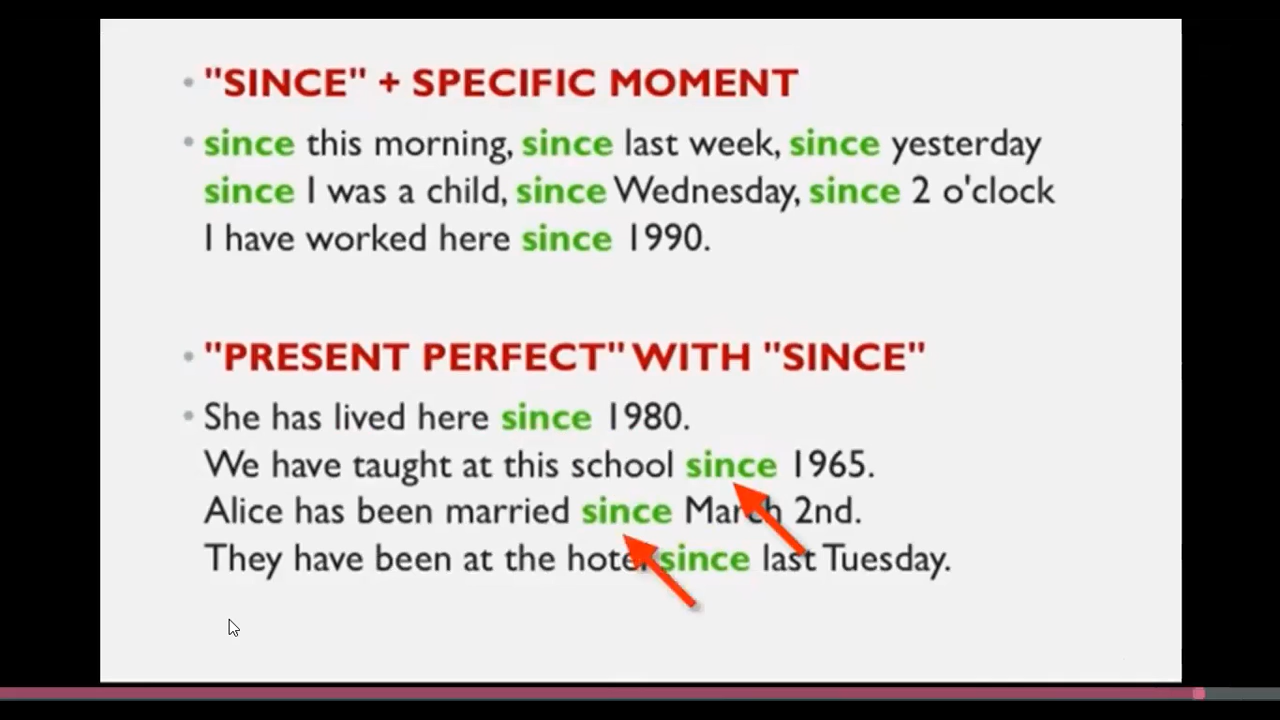 "SINCE" + SPECIFIC MOMENT
since this morning, since last week, since yesterday
since I was a child, since Wednesday, since 2 o'clock
I have worked here since 1990.
"PRESENT PERFECT" WITH "SINCE"
She has lived here since 1980.
We have taught at this school since 1965.
Alice has been married since March 2nd.
They have been at the hotel since last Tuesday.